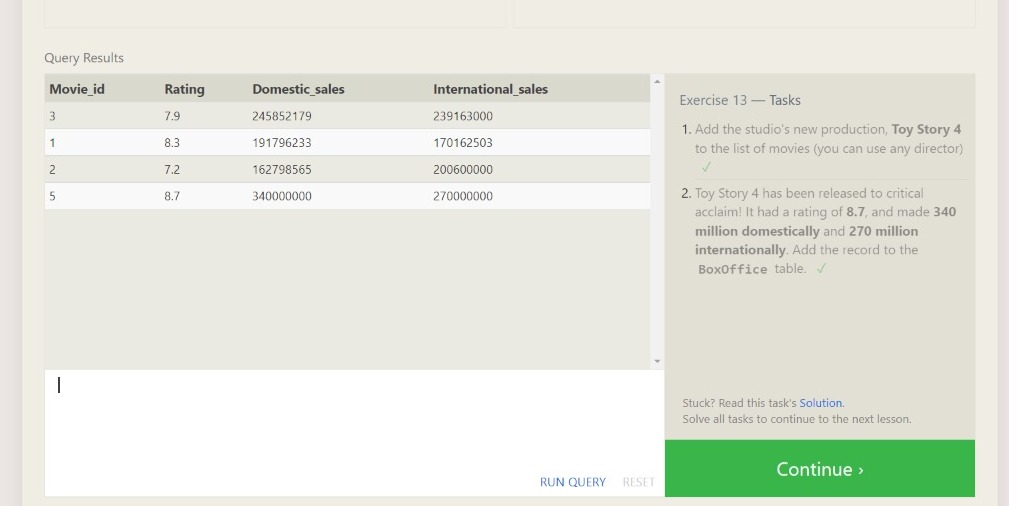 Query Results
Movie_id Rating Domestic_sales International_sales
3 7.9 245852179 239163000
1 8.3 191796233 170162503
2 7.2 162798565 200600000
5 8.7 340000000 270000000
RUN QUERY RESET
Exercise 13 — Tasks
1. Add the studio's new production, Toy Story 4
to the list of movies (you can use any director)
✓
2. Toy Story 4 has been released to critical
acclaim! It had a rating of 8.7, and made 340
million domestically and 270 million
internationally. Add the record to the
BoxOffice table. ✓
Stuck? Read this task's Solution.
Solve all tasks to continue to the next lesson.
Continue ›